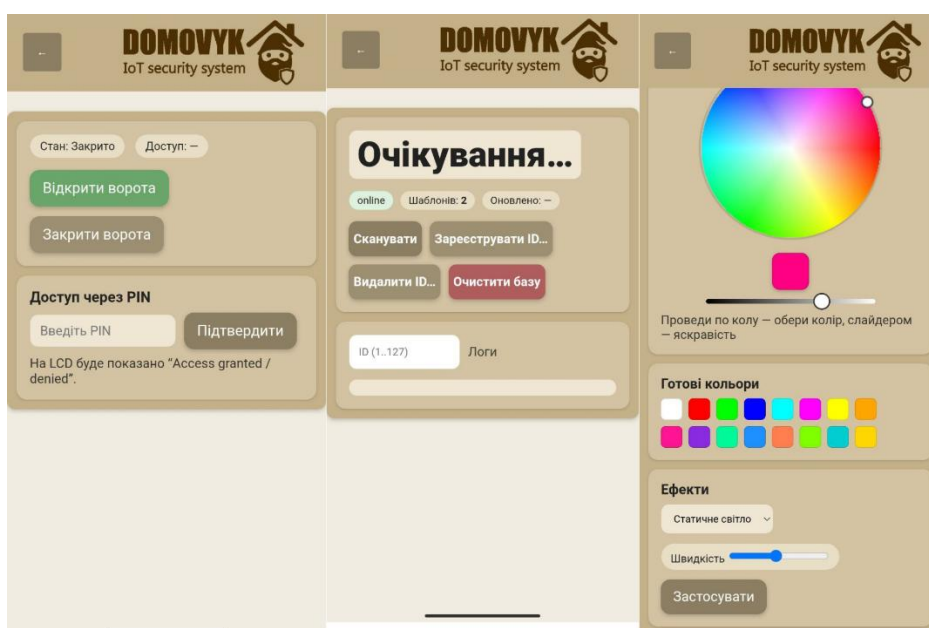 ←
DOMOVYK
IoT security system
Стан: Закрито
Доступ: —
Відкрити ворота
Закрити ворота
Доступ через PIN
Введіть PIN
Підтвердити
На LCD буде показано “Access granted /
denied”.
←
DOMOVYK
IoT security system
Очікування...
online
Шаблонів: 2
Оновлено: —
Сканувати
Зареєструвати ID...
Видалити ID...
Очистити базу
ID (1..127)
Логи
←
DOMOVYK
IoT security system
Проведи по колу — обери колір, слайдером
— яскравість
Готові кольори
Ефекти
Статичне світло
Швидкість
Застосувати